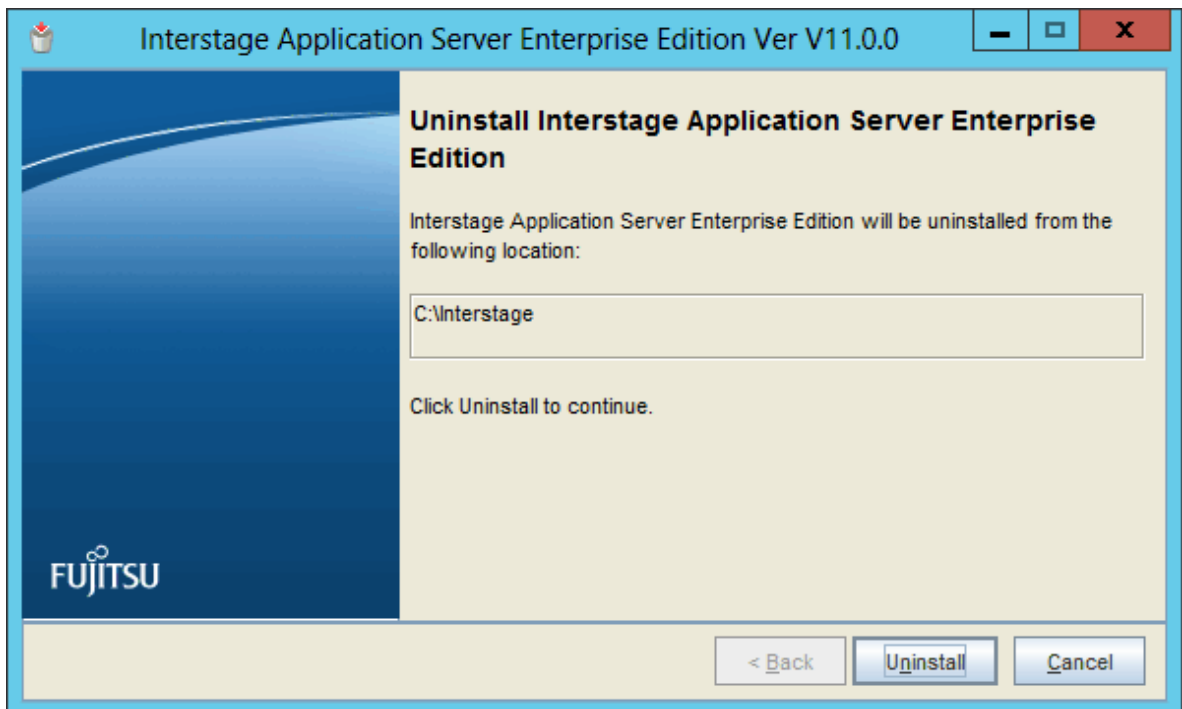 Interstage Application Server Enterprise Edition Ver V11.0.0
Uninstall Interstage Application Server Enterprise
Edition
Interstage Application Server Enterprise Edition will be uninstalled from the
following location:
C:\Interstage
Click Uninstall to continue.
FUJITSU
< Back
Uninstall
Cancel